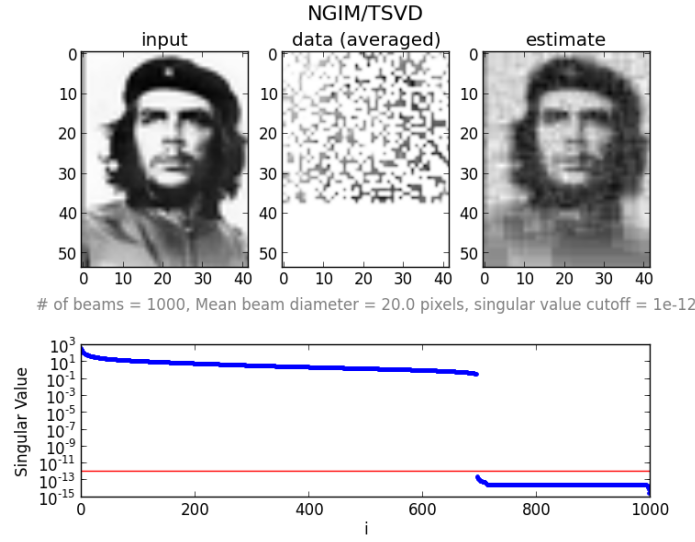 NGIM/TSVD
input
data (averaged)
estimate
0
10
20
30
40
50
0 10 20 30 40
0
10
20
30
40
50
0 10 20 30 40
0
10
20
30
40
50
0 10 20 30 40
# of beams = 1000, Mean beam diameter = 20.0 pixels, singular value cutoff = 1e-12
Singular Value
10^3
10^1
10^-1
10^-3
10^-5
10^-7
10^-9
10^-11
10^-13
10^-15
0 200 400 600 800 1000
i